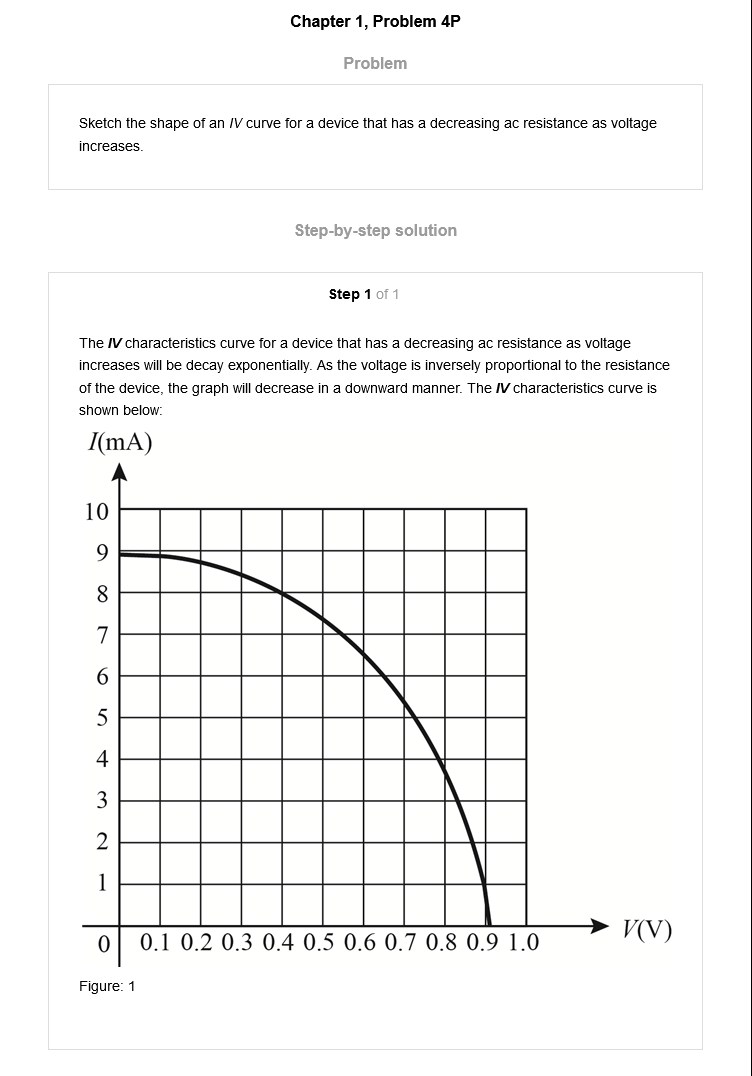 Chapter 1, Problem 4P
Problem
Sketch the shape of an IV curve for a device that has a decreasing ac resistance as voltage
increases.
Step-by-step solution
Step 1 of 1
The IV characteristics curve for a device that has a decreasing ac resistance as voltage
increases will be decay exponentially. As the voltage is inversely proportional to the resistance
of the device, the graph will decrease in a downward manner. The IV characteristics curve is
shown below:
I(mA)
10
9
8
7
6
5
4
3
2
1
0 0.1 0.2 0.3 0.4 0.5 0.6 0.7 0.8 0.9 1.0
V(V)
Figure: 1